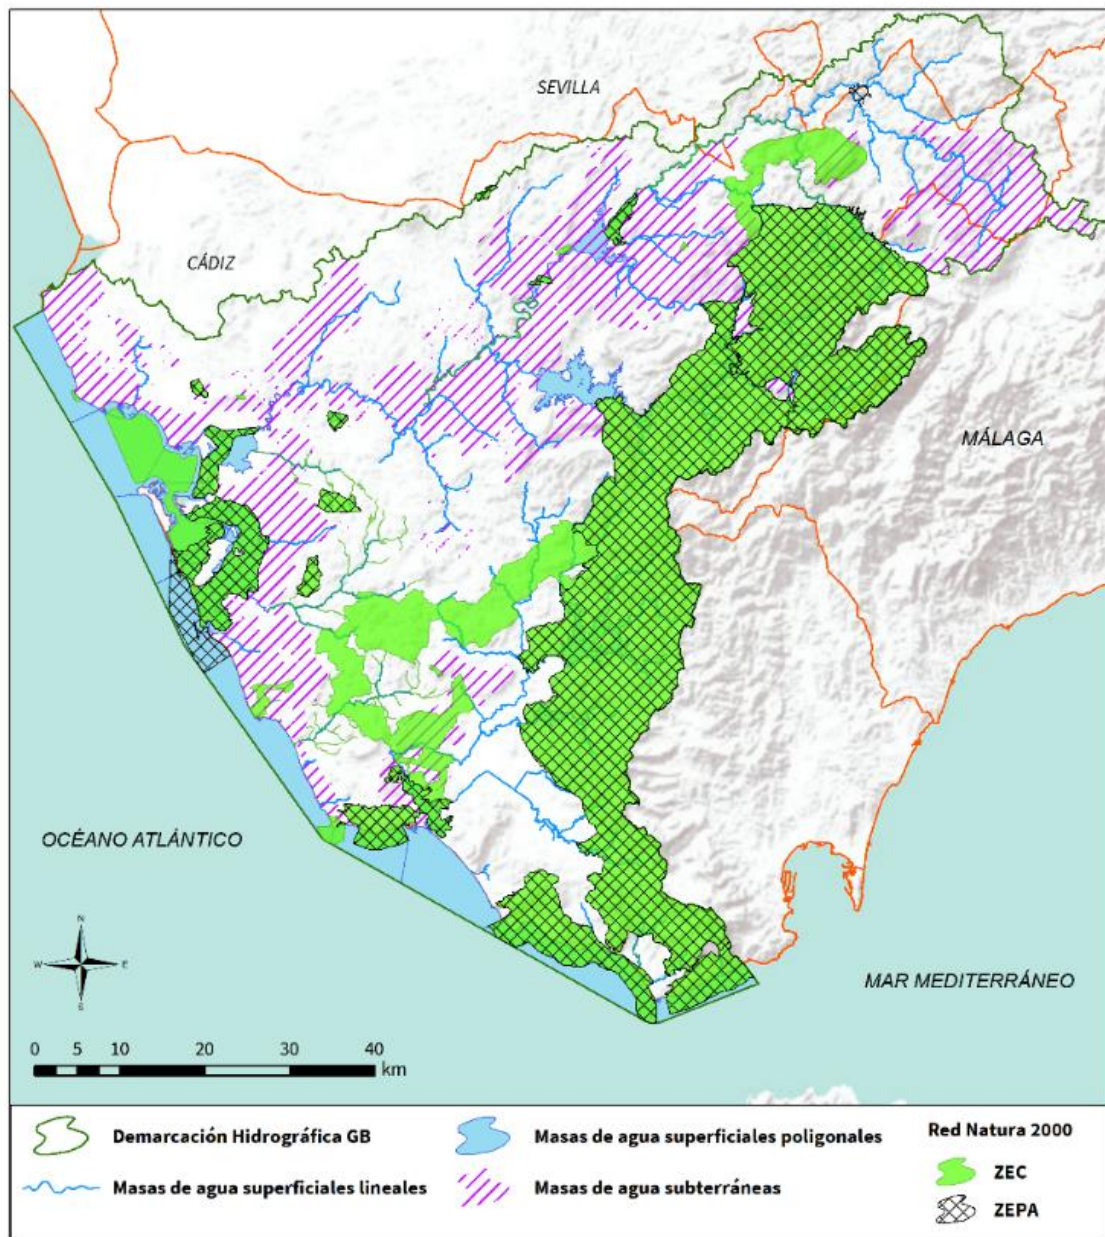 SEVILLA
CÁDIZ
MÁLAGA
OCÉANO ATLÁNTICO
N
W E
S
MAR MEDITERRÁNEO
0 5 10 20 30 40
km
Demarcación Hidrográfica GB
Masas de agua superficiales poligonales
Red Natura 2000
Masas de agua superficiales lineales
Masas de agua subterráneas
ZEC
ZEPA